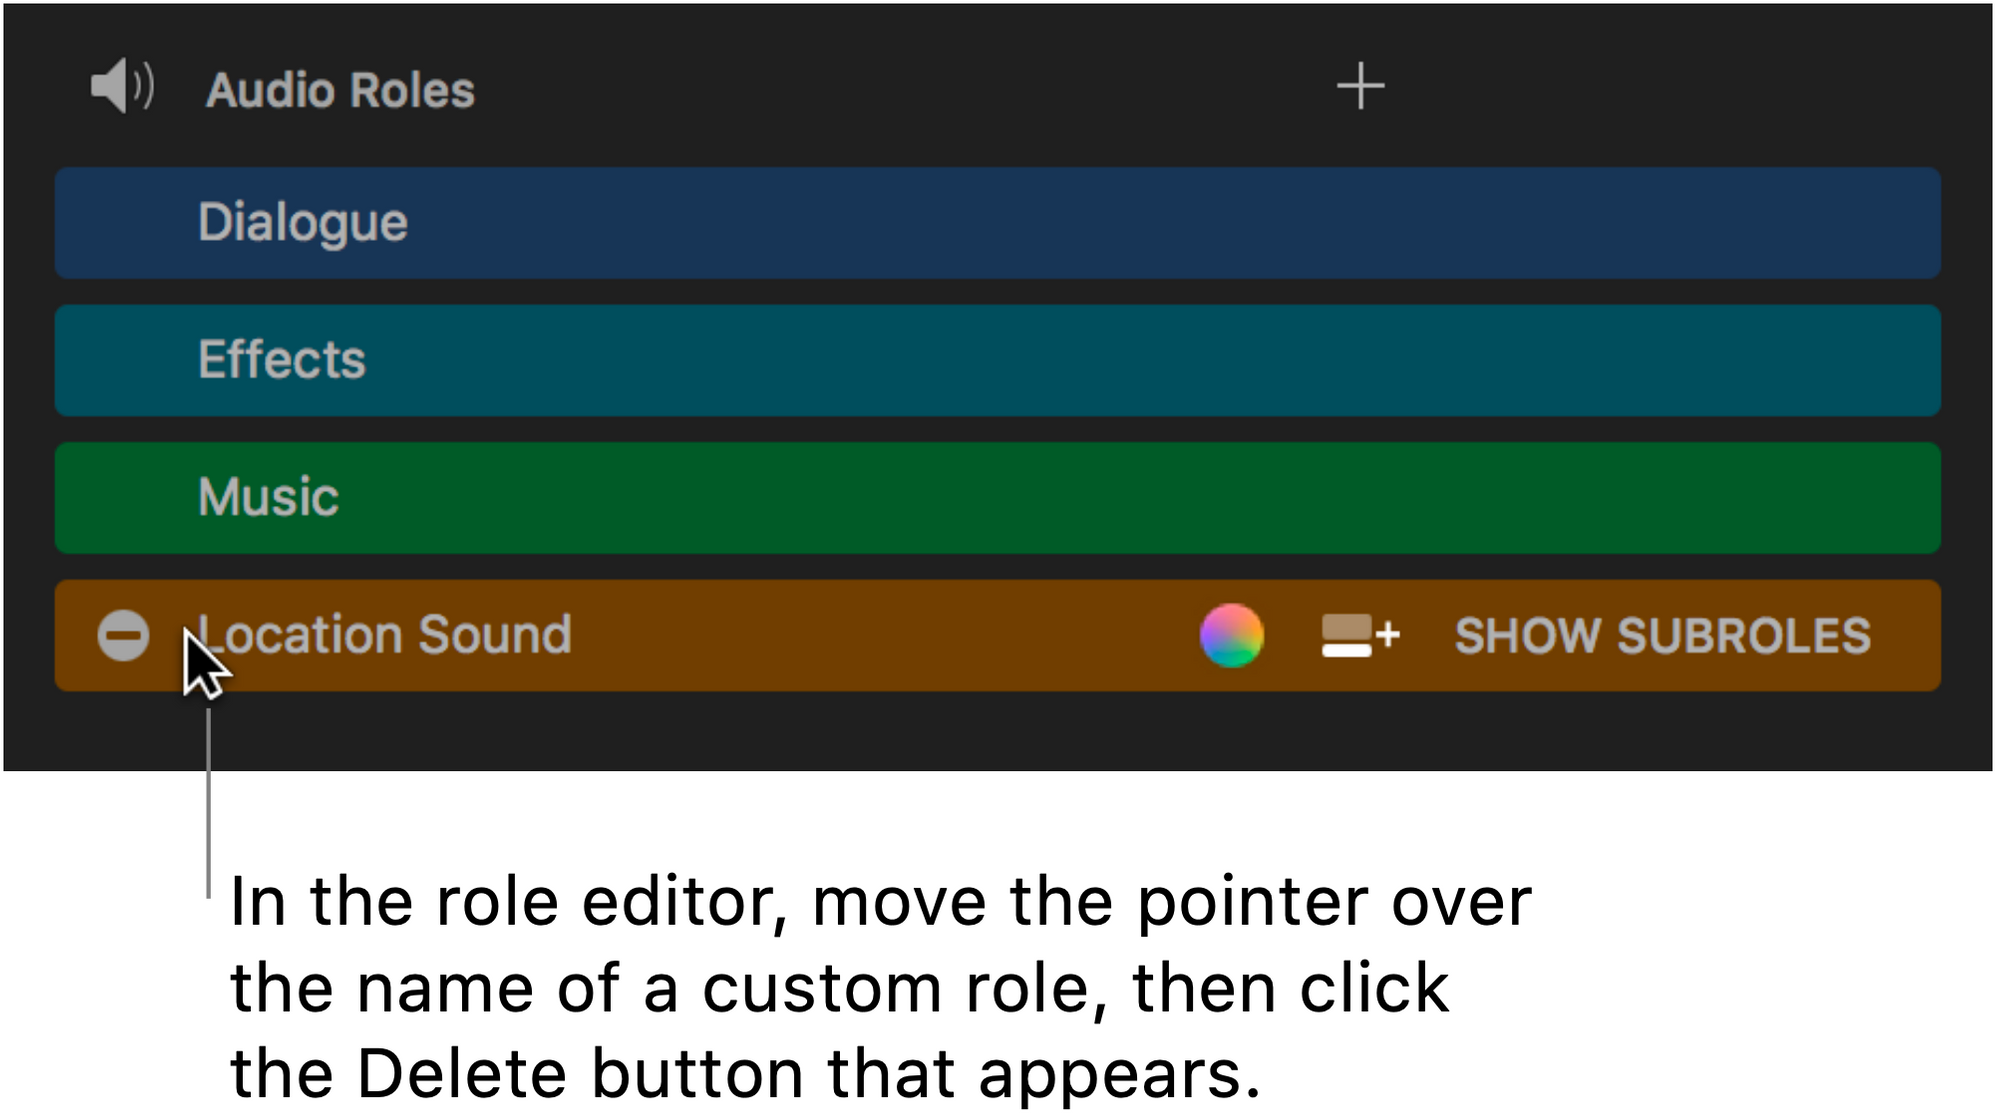 Audio Roles
Dialogue
Effects
Music
Location Sound SHOW SUBROLES
In the role editor, move the pointer over
the name of a custom role, then click
the Delete button that appears.